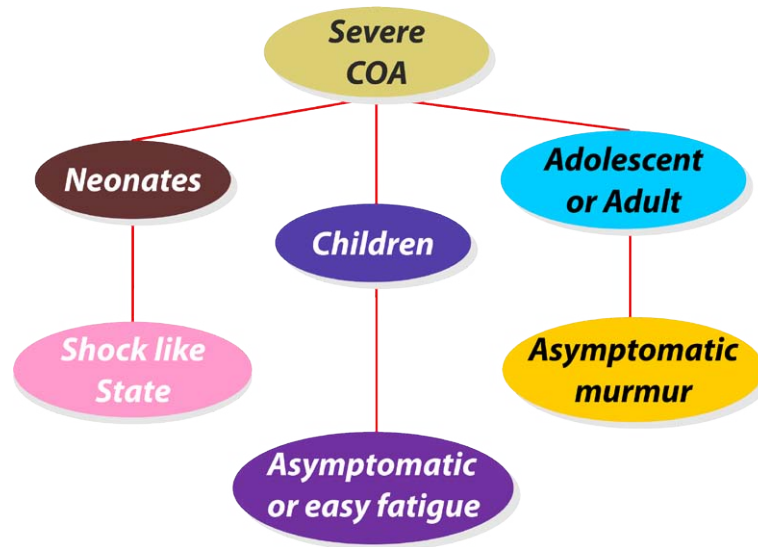 Severe
COA
Neonates
Children
Adolescent
or Adult
Shock like
State
Asymptomatic
or easy fatigue
Asymptomatic
murmur